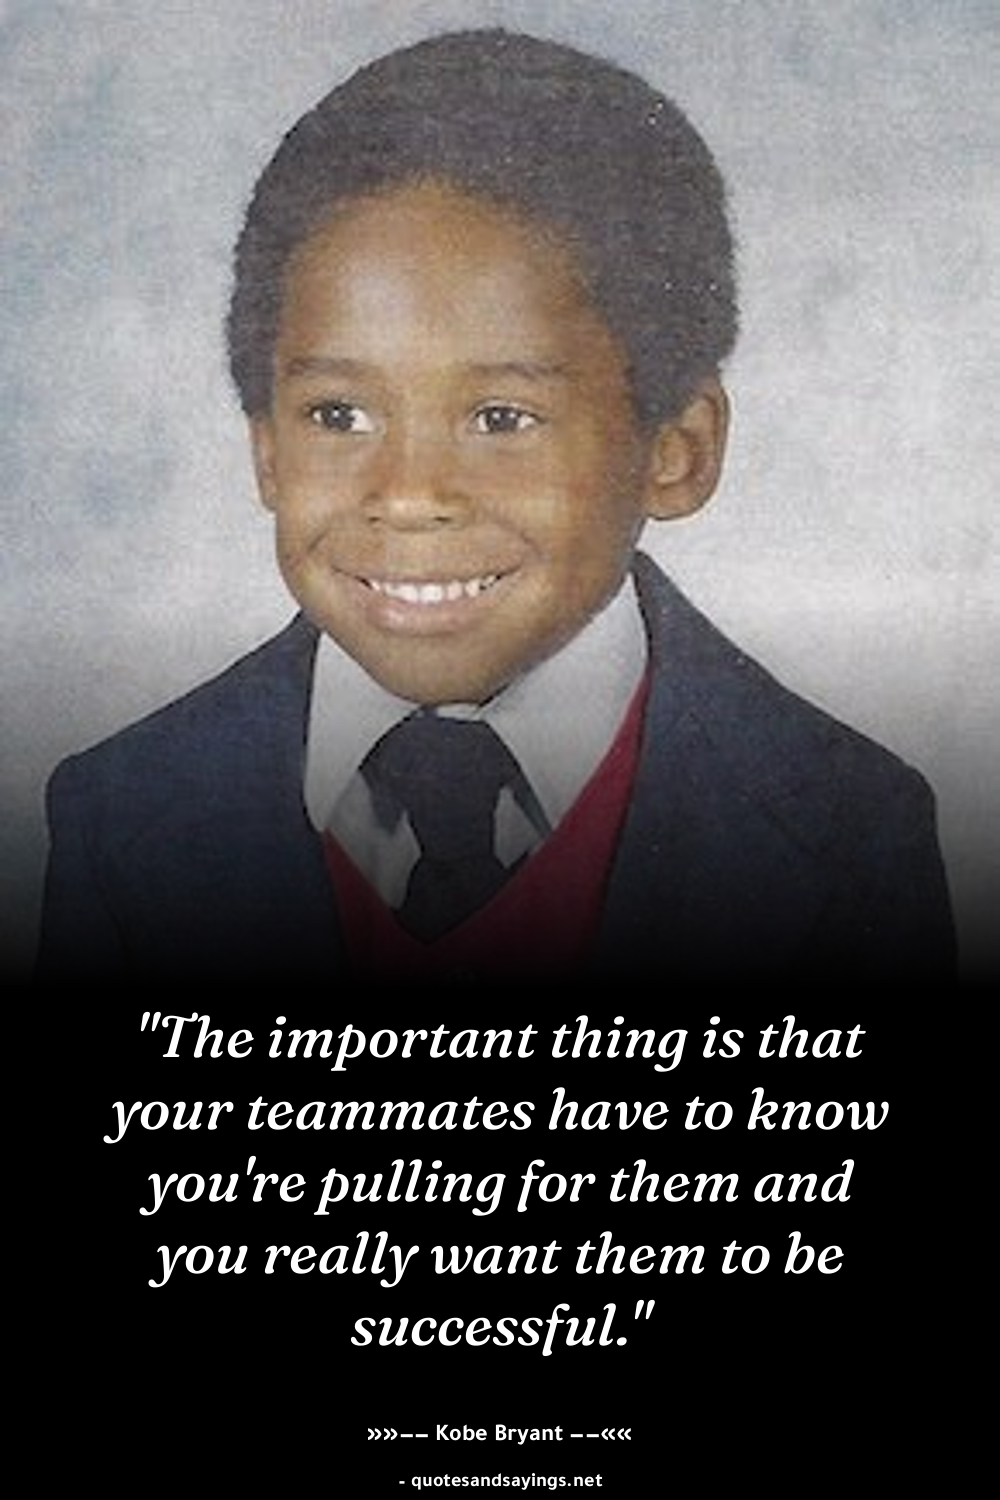 "The important thing is that
your teammates have to know
you're pulling for them and
you really want them to be
successful."
»»−− Kobe Bryant −−««
- quotesandsayings.net